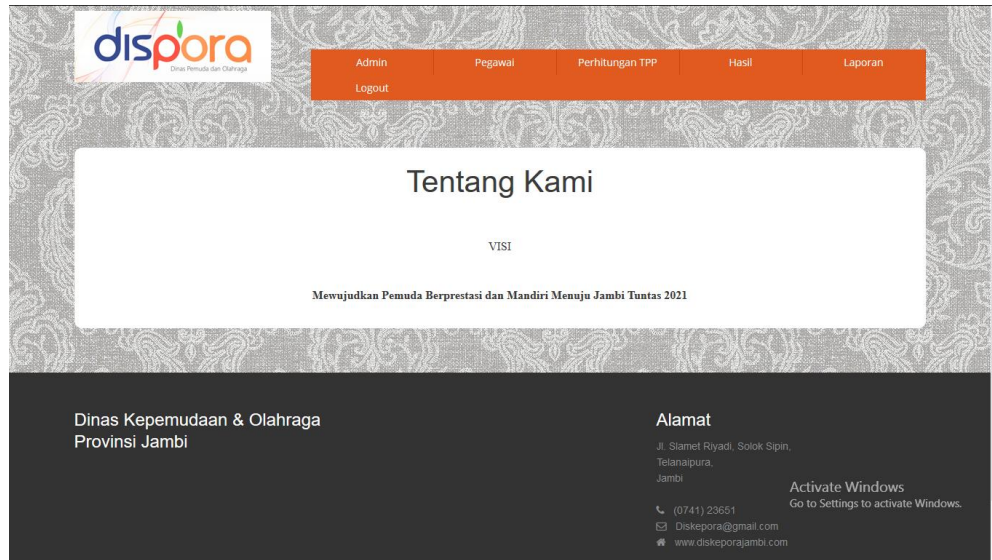 dispora
Dinas Pemuda dan Olahraga
Admin Pegawai Perhitungan TPP Hasil Laporan
Logout
Tentang Kami
VISI
Mewujudkan Pemuda Berprestasi dan Mandiri Menuju Jambi Tuntas 2021
Dinas Kepemudaan & Olahraga
Provinsi Jambi
Alamat
Jl. Slamet Riyadi, Solok Sipin,
Telanaipura,
Jambi
(0741) 23651
Diskepora@gmail.com
www.diskeporajambi.com
Activate Windows
Go to Settings to activate Windows.